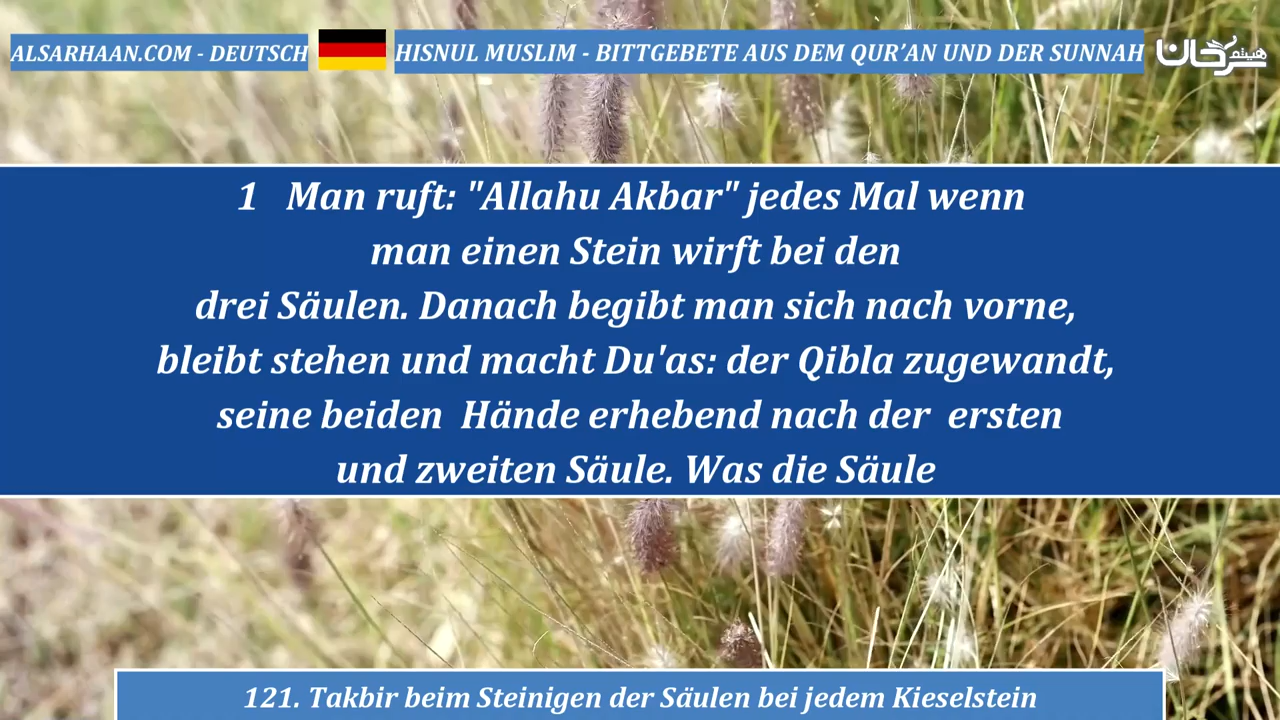 ALSARHAAN.COM - DEUTSCH
HISNUL MUSLIM - BITTGEBETE AUS DEM QUR’AN UND DER SUNNAH
هيثم سرحان
1 Man ruft: "Allahu Akbar" jedes Mal wenn
man einen Stein wirft bei den
drei Säulen. Danach begibt man sich nach vorne,
bleibt stehen und macht Du'as: der Qibla zugewandt,
seine beiden Hände erhebend nach der ersten
und zweiten Säule. Was die Säule
121. Takbir beim Steinigen der Säulen bei jedem Kieselstein